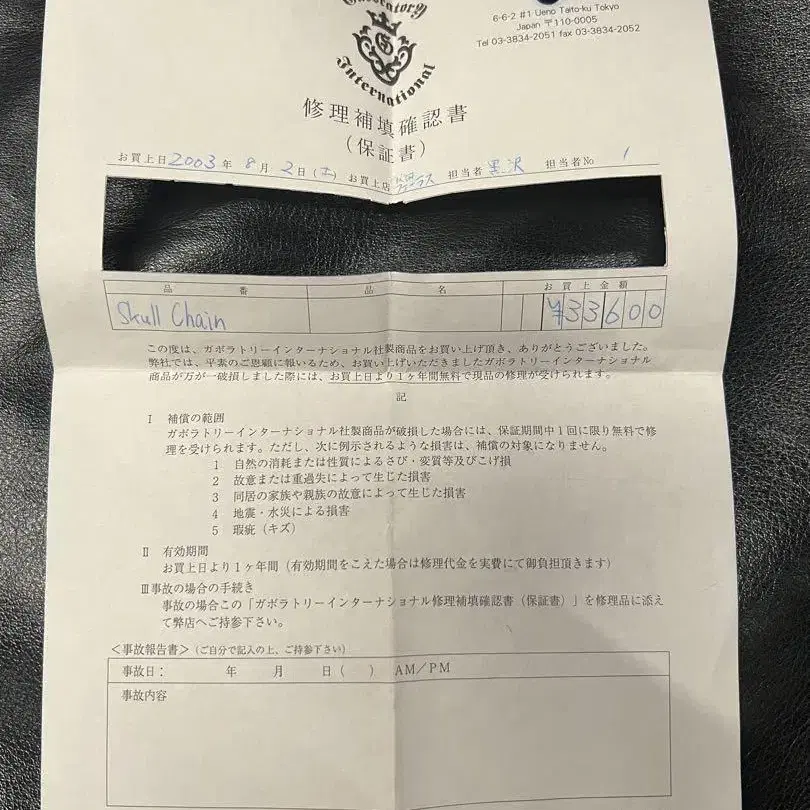 Gaboratory
G
International
6-6-2 #1 Ueno Taito-ku Tokyo
Japan 〒110-0005
Tel 03-3834-2051 fax 03-3834-2052
修理補填確認書
(保証書)
お買上日 2003年 8月 2日(土) お買上店 担当者 黒沢 担当者No 1
品番 品名 お買上金額
Skull Chain ¥33600
この度は、ガボラトリーインターナショナル社製商品をお買い上げ頂き、ありがとうございました。
弊社では、平素のご恩顧に報いるため、お買い上げいただきましたガボラトリーインターナショナル
商品が万が一破損しました際には、お買上日より1ヶ年間無料で現品の修理が受けられます。
記
I 補償の範囲
ガボラトリーインターナショナル社製商品が破損した場合には、保証期間中1回に限り無料で修
理を受けられます。ただし、次に例示されるような損害は、補償の対象になりません。
1 自然の消耗または性質によるさび・変質等及びこげ損
2 故意または重過失によって生じた損害
3 同居の家族や親族の故意によって生じた損害
4 地震・水災による損害
5 瑕疵(キズ)
II 有効期間
お買上日より1ヶ年間(有効期間をこえた場合は修理代金を実費にて御負担頂きます)
III事故の場合の手続き
事故の場合この「ガボラトリーインターナショナル修理補填確認書(保証書)」を修理品に添え
て弊店へご持参下さい。
<事故報告書>(ご自分で記入の上、ご持参下さい)
事故日: 年 月 日( ) AM/PM
事故内容